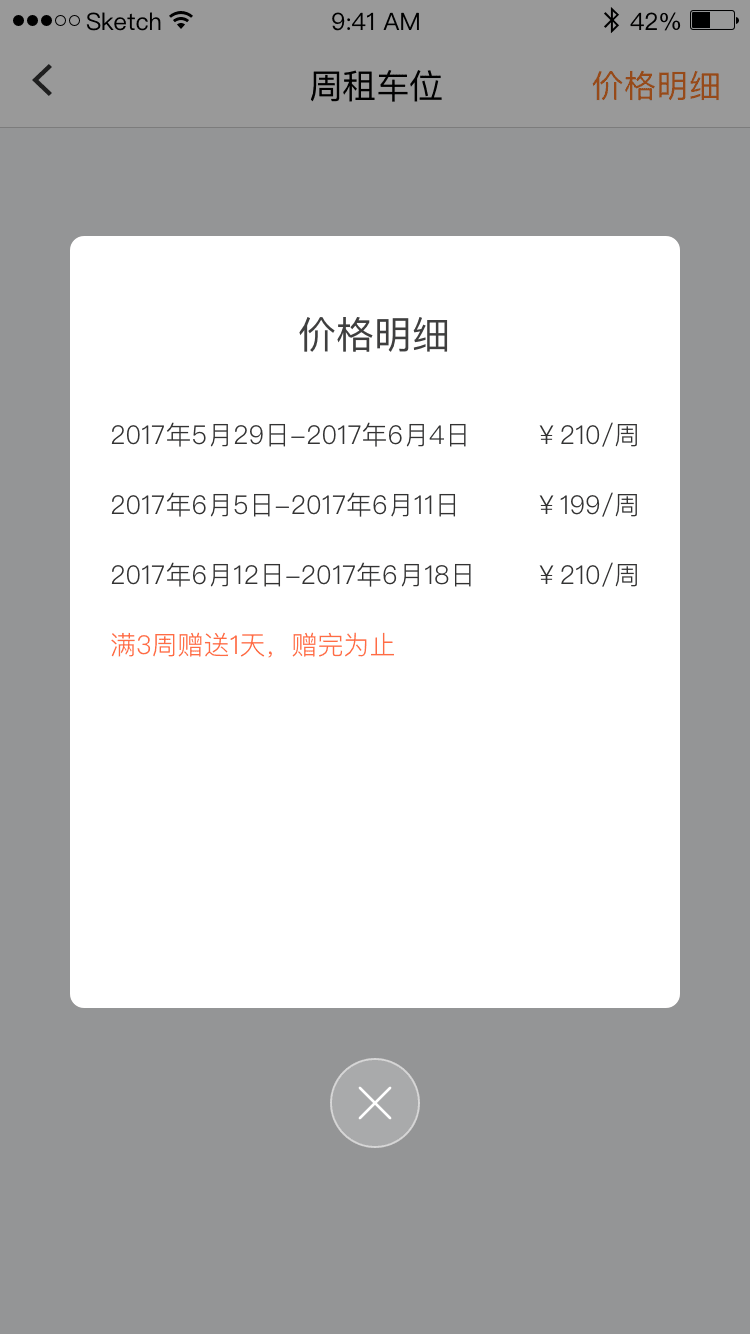 Sketch 9:41 AM 42%
周租车位 价格明细
价格明细
2017年5月29日–2017年6月4日 ¥210/周
2017年6月5日–2017年6月11日 ¥199/周
2017年6月12日–2017年6月18日 ¥210/周
满3周赠送1天，赠完为止